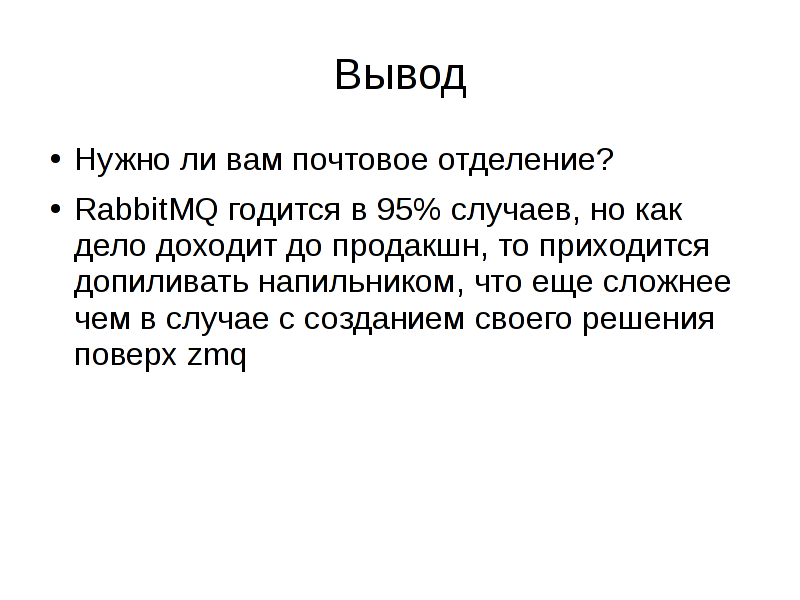 Вывод
• Нужно ли вам почтовое отделение?
• RabbitMQ годится в 95% случаев, но как
дело доходит до продакшн, то приходится
допиливать напильником, что еще сложнее
чем в случае с созданием своего решения
поверх zmq